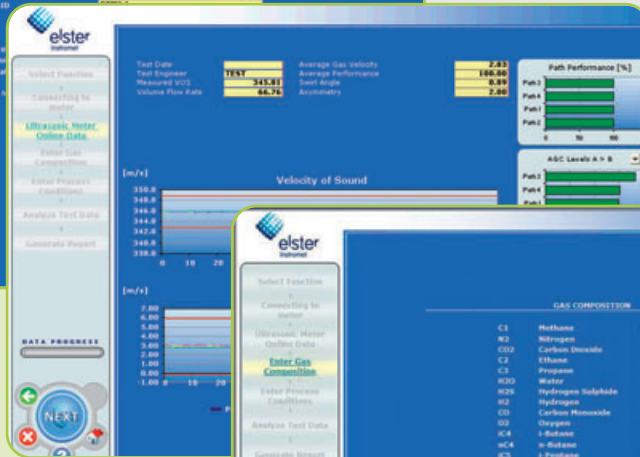 elster
Instromet
Select Function
Connecting to
meter
Ultrasonic Meter
Online Data
Enter Gas
Composition
Enter Process
Conditions
Analyze Test Data
Generate Report
DATA PROGRESS
NEXT
?
Test Date
Test Engineer TEST
Measured VOS 345.81
Volume Flow Rate 66.76
Average Gas Velocity 2.83
Average Performance 100.00
Swirl Angle 0.89
Asymmetry 2.00
Path Performance [%]
Path 3
Path 4
Path 1
Path 2
0 50 100
AGC Levels A > B
Path 3
Path 4
Path 1
[m/s]
Velocity of Sound
350.0
348.0
346.0
344.0
342.0
340.0
338.0
0 10 20
[m/s]
7.00
6.00
5.00
4.00
3.00
2.00
1.00
0.00
-1.00
0 10 20
P
elster
Instromet
Select Function
Connecting to
meter
Ultrasonic Meter
Online Data
Enter Gas
Composition
Enter Process
Conditions
Analyze Test Data
Generate Report
GAS COMPOSITION
C1 Methane
N2 Nitrogen
CO2 Carbon Dioxide
C2 Ethane
C3 Propane
H2O Water
H2S Hydrogen Sulphide
H2 Hydrogen
CO Carbon Monoxide
O2 Oxygen
iC4 i-Butane
nC4 n-Butane
iC5 i-Pentane